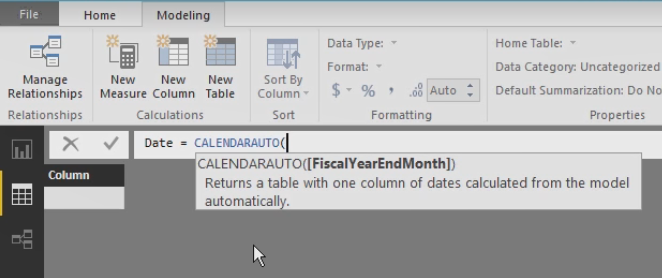 File Home Modeling
Manage Relationships
New Measure
New Column
New Table
Sort By Column
Data Type:
Format:
$ % , .00 Auto
Home Table:
Data Category: Uncategorized
Default Summarization: Do No
Relationships Calculations Sort Formatting Properties
Date = CALENDARAUTO(
CALENDARAUTO([FiscalYearEndMonth])
Returns a table with one column of dates calculated from the model
automatically.
Column